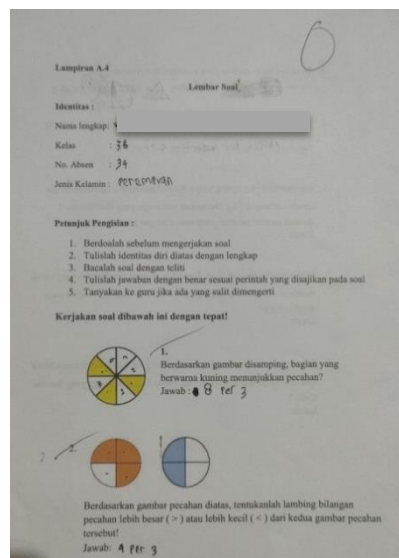 0
Lampiran A.4
Lembar Soal
Identitas :
Nama lengkap:
Kelas : 3b
No. Absen : 34
Jenis Kelamin : Peremevan
Petunjuk Pengisian :
1. Berdoalah sebelum mengerjakan soal
2. Tulislah identitas diri diatas dengan lengkap
3. Bacalah soal dengan teliti
4. Tulislah jawaban dengan benar sesuai perintah yang disajikan pada soal
5. Tanyakan ke guru jika ada yang sulit dimengerti
Kerjakan soal dibawah ini dengan tepat!
1.
Berdasarkan gambar disamping, bagian yang
berwarna kuning menunjukkan pecahan?
Jawab : 8 Per 3
2.
Berdasarkan gambar pecahan diatas, tentukanlah lambing bilangan
pecahan lebih besar ( > ) atau lebih kecil ( < ) dari kedua gambar pecahan
tersebut!
Jawab: 4 Per 3